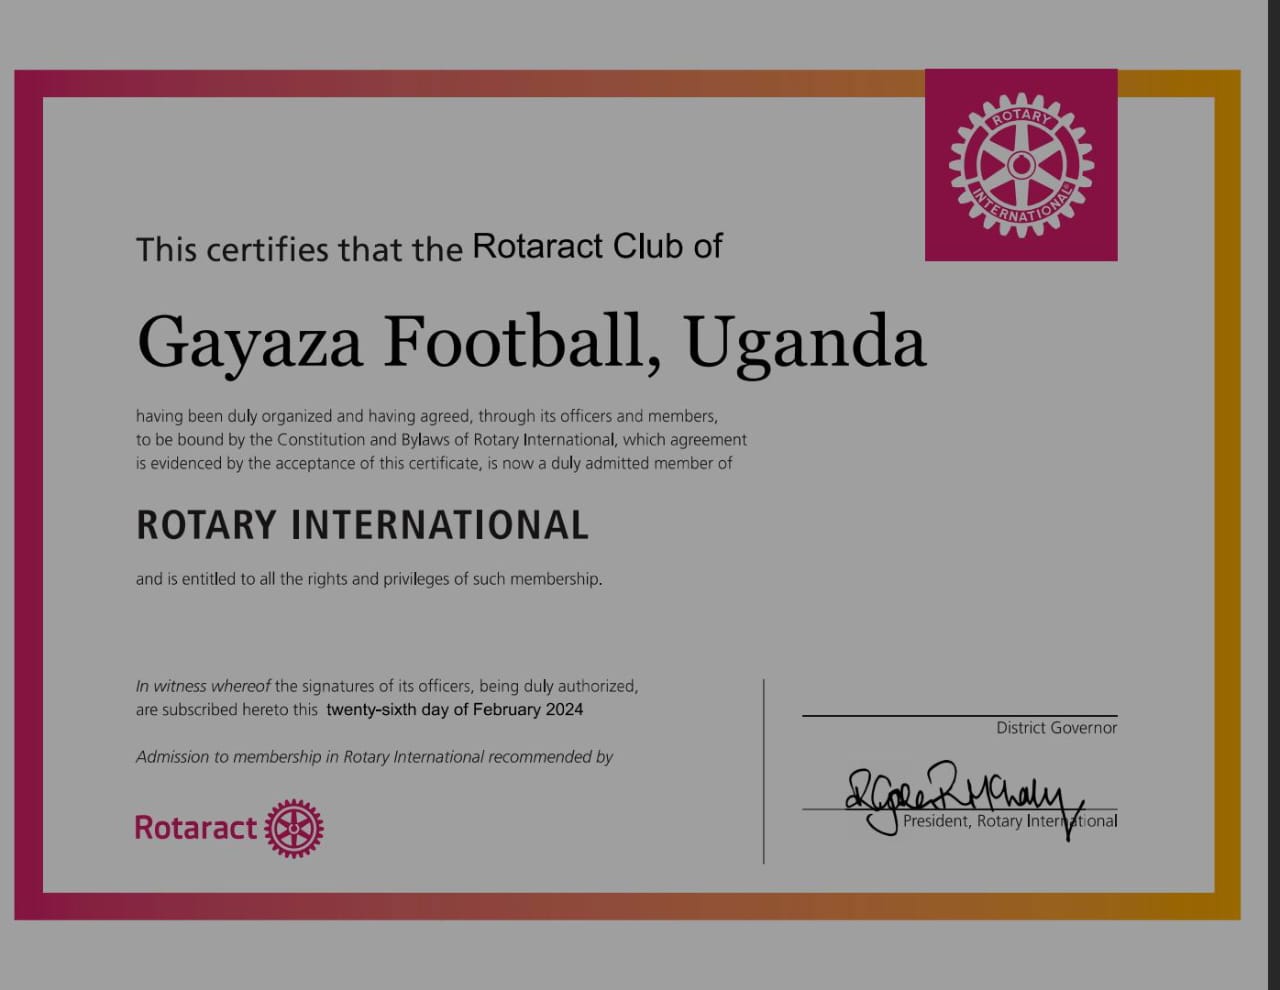 ROTARY
INTERNATIONAL
This certifies that the Rotaract Club of
Gayaza Football, Uganda
having been duly organized and having agreed, through its officers and members,
to be bound by the Constitution and Bylaws of Rotary International, which agreement
is evidenced by the acceptance of this certificate, is now a duly admitted member of
ROTARY INTERNATIONAL
and is entitled to all the rights and privileges of such membership.
In witness whereof the signatures of its officers, being duly authorized,
are subscribed hereto this twenty-sixth day of February 2024
Admission to membership in Rotary International recommended by
Rotaract
District Governor
President, Rotary International